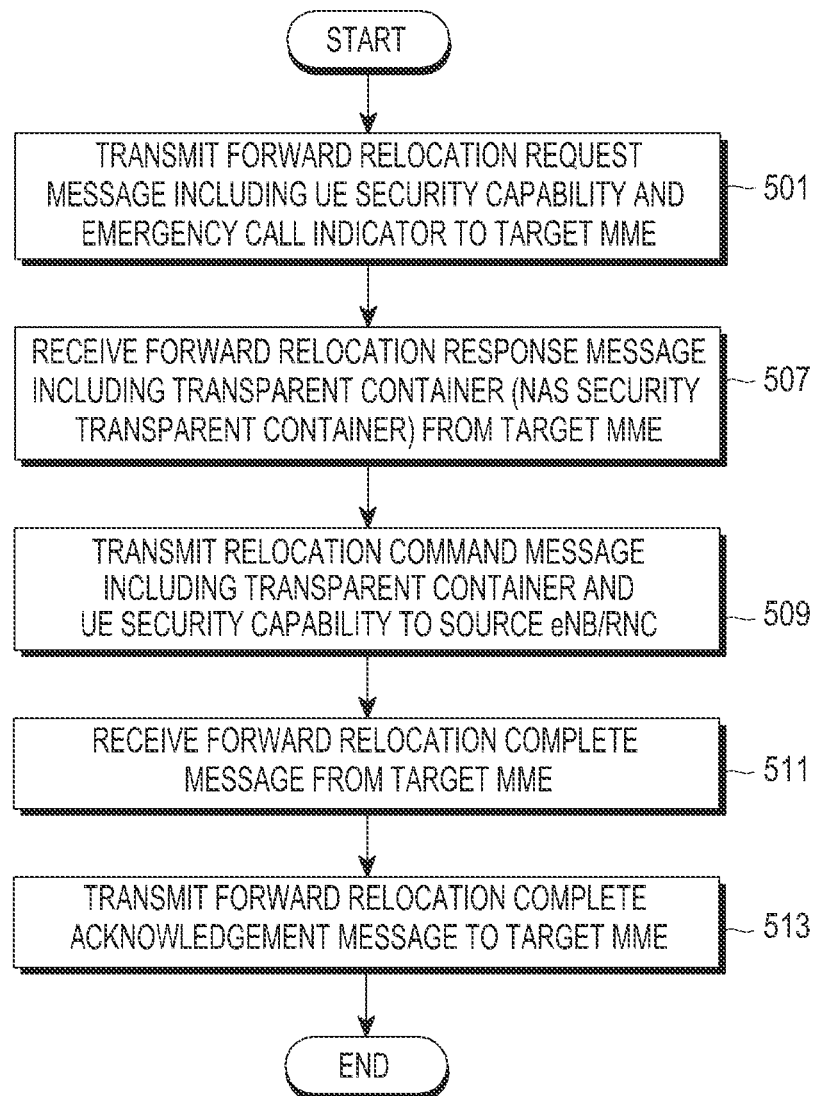 START
TRANSMIT FORWARD RELOCATION REQUEST
MESSAGE INCLUDING UE SECURITY CAPABILITY AND
EMERGENCY CALL INDICATOR TO TARGET MME
501
RECEIVE FORWARD RELOCATION RESPONSE MESSAGE
INCLUDING TRANSPARENT CONTAINER (NAS SECURITY
TRANSPARENT CONTAINER) FROM TARGET MME
507
TRANSMIT RELOCATION COMMAND MESSAGE
INCLUDING TRANSPARENT CONTAINER AND
UE SECURITY CAPABILITY TO SOURCE eNB/RNC
509
RECEIVE FORWARD RELOCATION COMPLETE
MESSAGE FROM TARGET MME
511
TRANSMIT FORWARD RELOCATION COMPLETE
ACKNOWLEDGEMENT MESSAGE TO TARGET MME
513
END